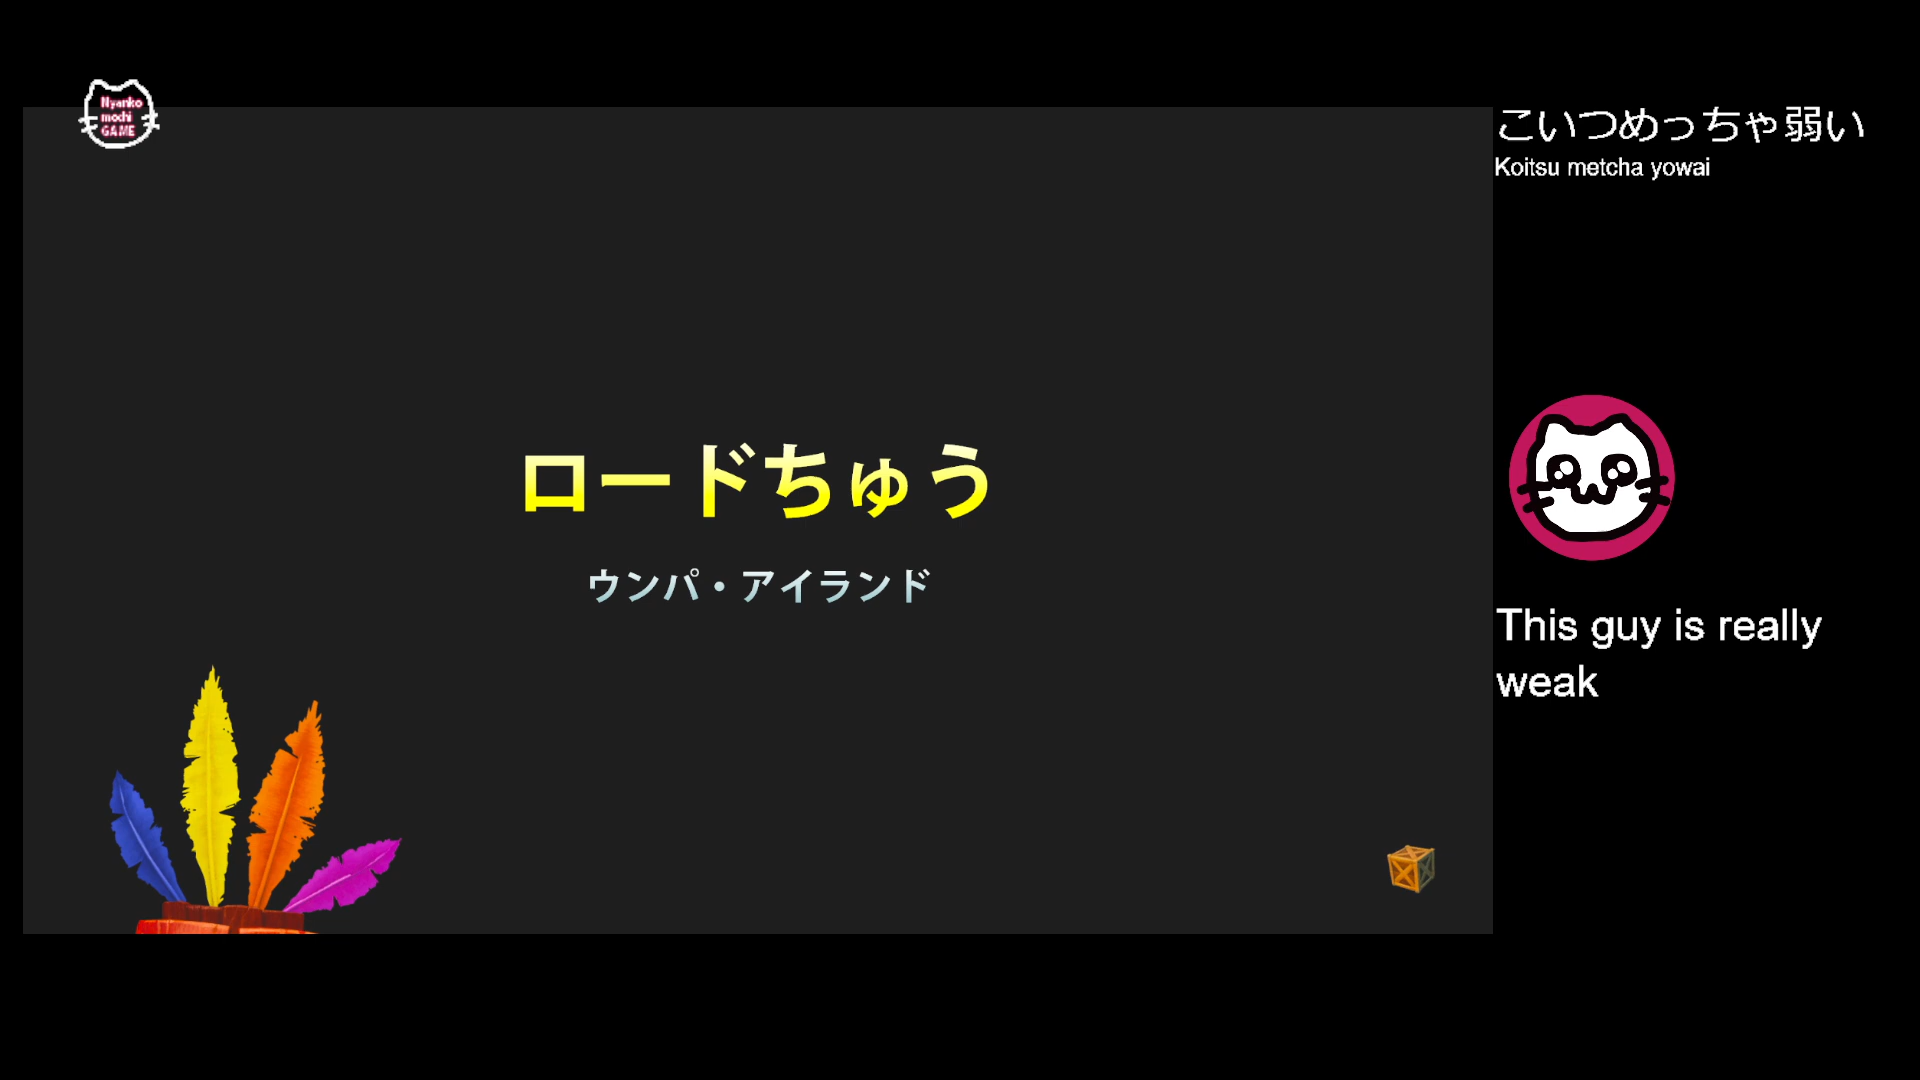 Nyanko
mochi
GAME
こいつめっちゃ弱い
Koitsu metcha yowai
ロードちゅう
ウンパ・アイランド
This guy is really
weak